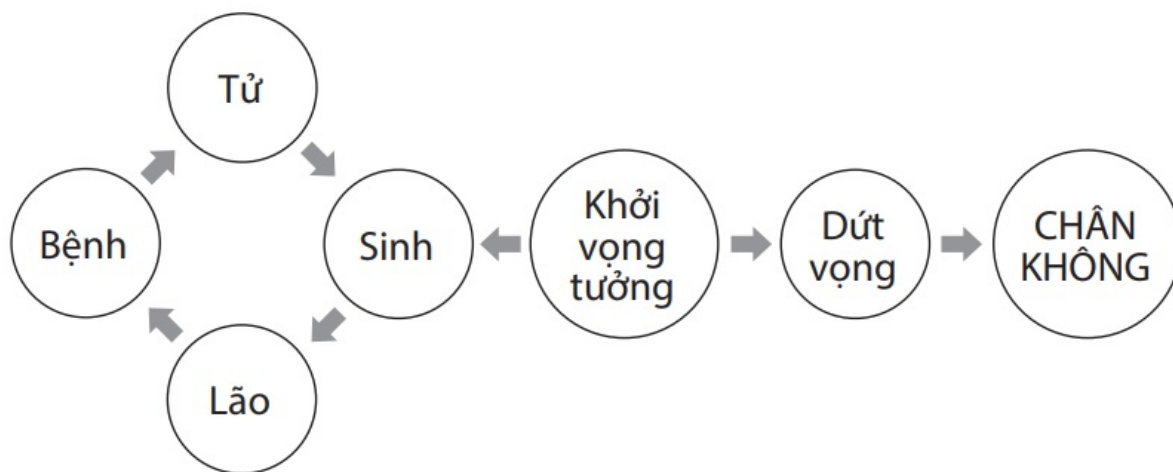 Tử
Bệnh
Sinh
Khởi
vọng
tưởng
Dứt
vọng
CHÂN
KHÔNG
Lão